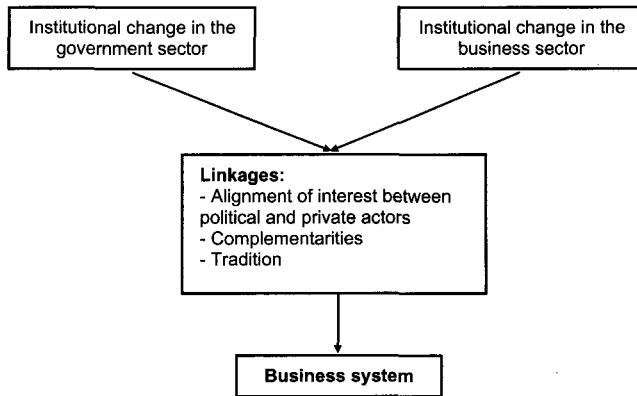 Institutional change in the
government sector
Institutional change in the
business sector
Linkages:
- Alignment of interest between
political and private actors
- Complementarities
- Tradition
Business system